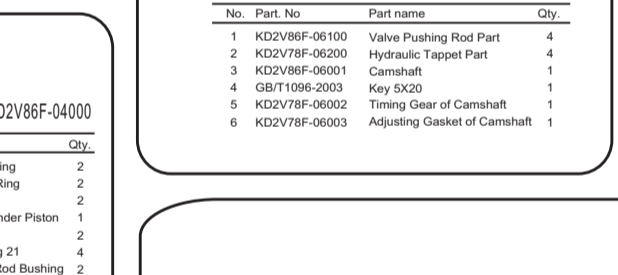 No. Part. No Part name Qty.
1 KD2V86F-06100 Valve Pushing Rod Part 4
2 KD2V78F-06200 Hydraulic Tappet Part 4
3 KD2V86F-06001 Camshaft 1
4 GB/T1096-2003 Key 5X20 1
5 KD2V78F-06002 Timing Gear of Camshaft 1
6 KD2V78F-06003 Adjusting Gasket of Camshaft 1
D2V86F-04000
Qty.
ing 2
Ring 2
2
nder Piston 1
2
g 21 4
Rod Bushing 2